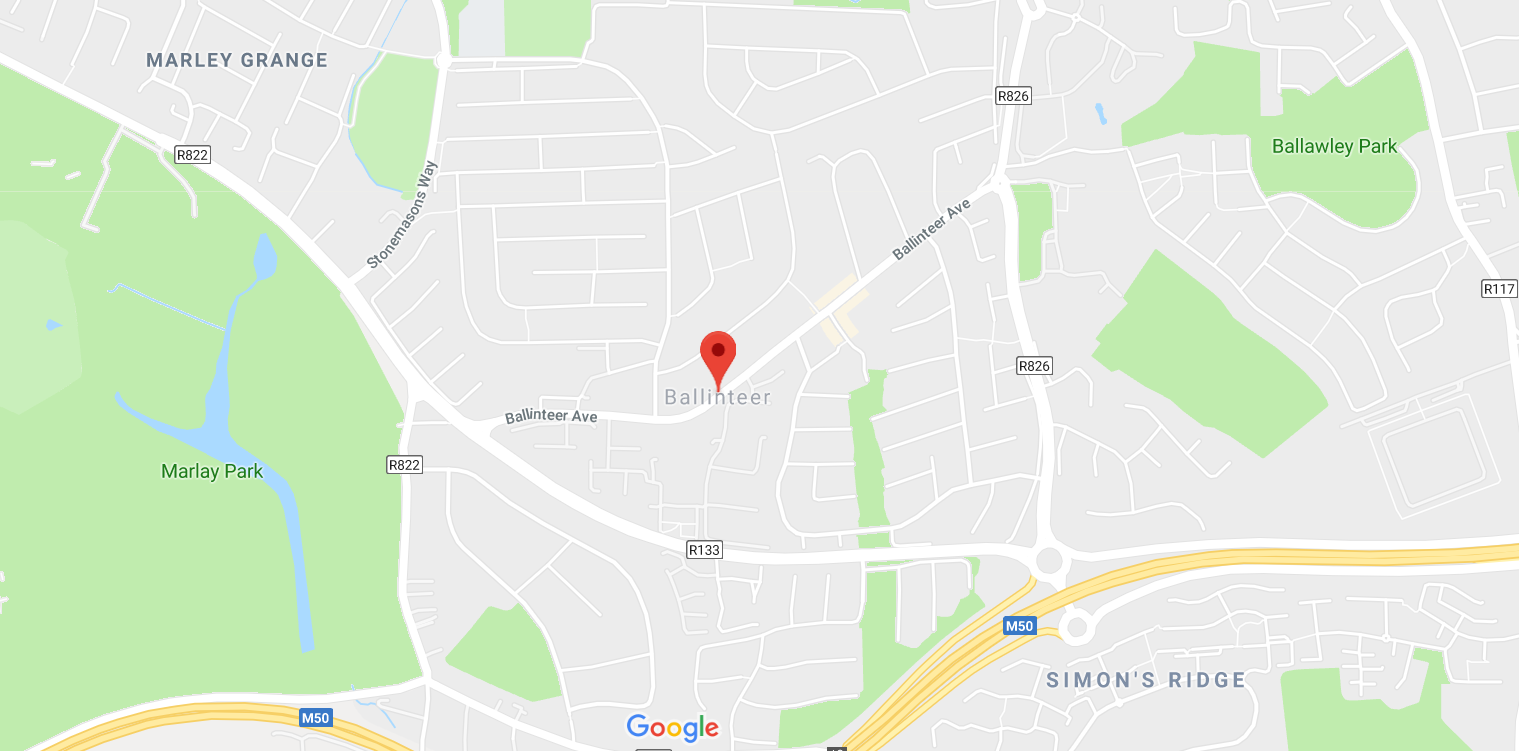 MARLEY GRANGE
R826
Ballawley Park
R822
Stonemasons Way
Ballinteer Ave
R117
R826
Ballinteer
Ballinteer Ave
R822
Marlay Park
R133
M50
SIMON'S RIDGE
M50
Google